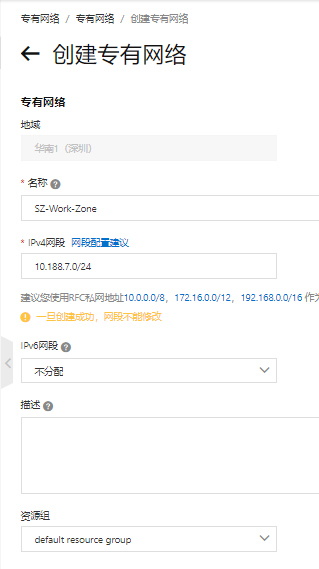 专有网络 / 专有网络 / 创建专有网络
← 创建专有网络
专有网络
地域
华南1（深圳）
* 名称 ?
SZ-Work-Zone
* IPv4网段 网段配置建议
10.188.7.0/24
建议您使用RFC私网地址10.0.0.0/8，172.16.0.0/12，192.168.0.0/16 作为
! 一旦创建成功，网段不能修改
IPv6网段 ?
不分配
描述 ?
资源组
default resource group